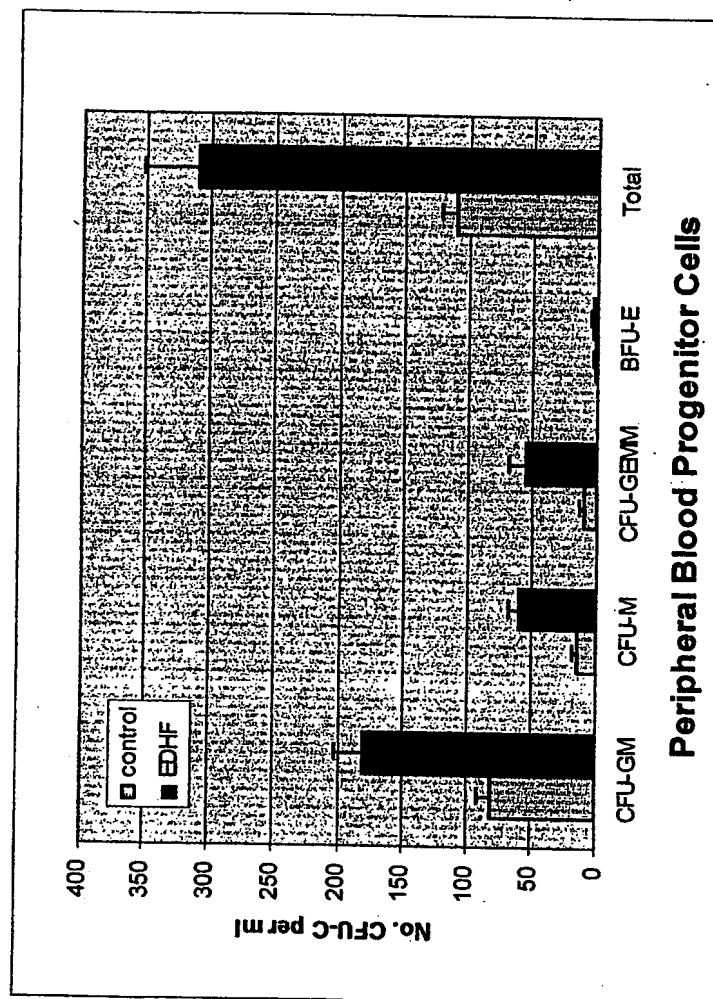 control
EDHF
400
350
300
250
200
150
100
50
0
No. CFU-C per ml
CFU-GM
CFU-M
CFU-GEMM
BFU-E
Total
Peripheral Blood Progenitor Cells